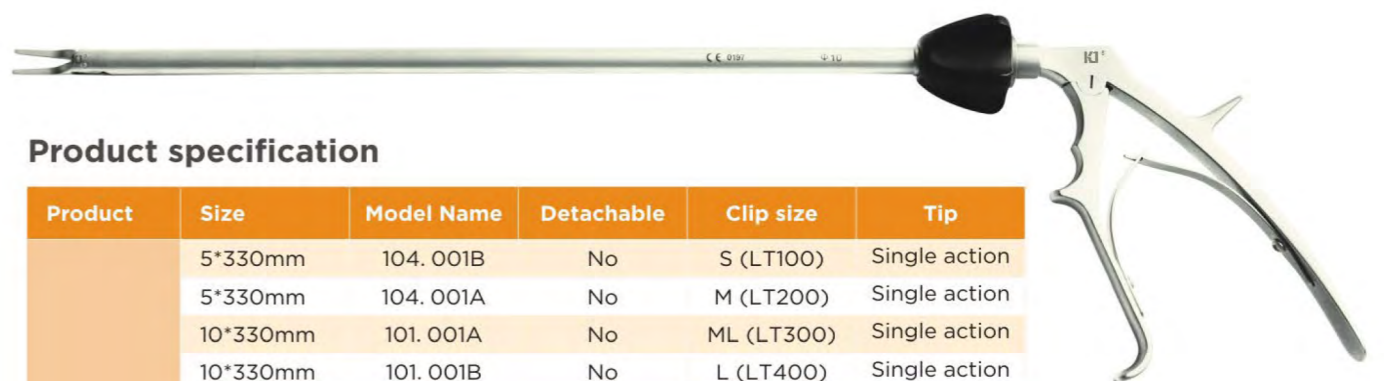 CE 0197 Φ10
Product specification
Product Size Model Name Detachable Clip size Tip
5*330mm 104. 001B No S (LT100) Single action
5*330mm 104. 001A No M (LT200) Single action
10*330mm 101. 001A No ML (LT300) Single action
10*330mm 101. 001B No L (LT400) Single action